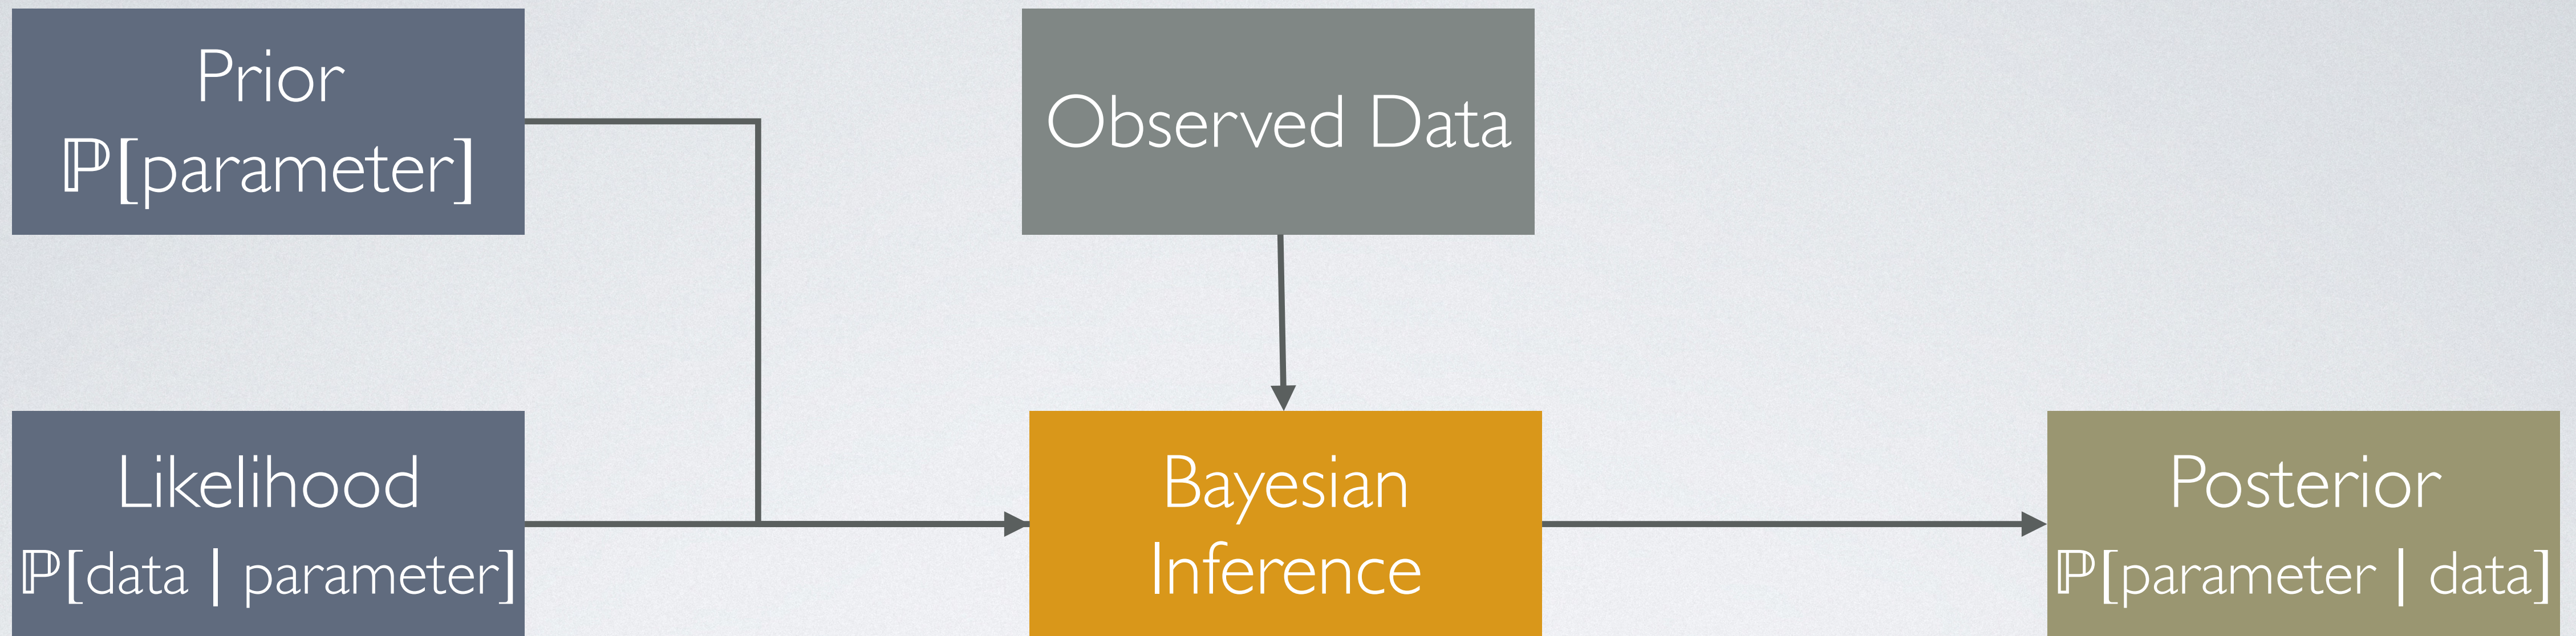 Prior
ℙ[parameter]
Observed Data
Likelihood
ℙ[data | parameter]
Bayesian
Inference
Posterior
ℙ[parameter | data]